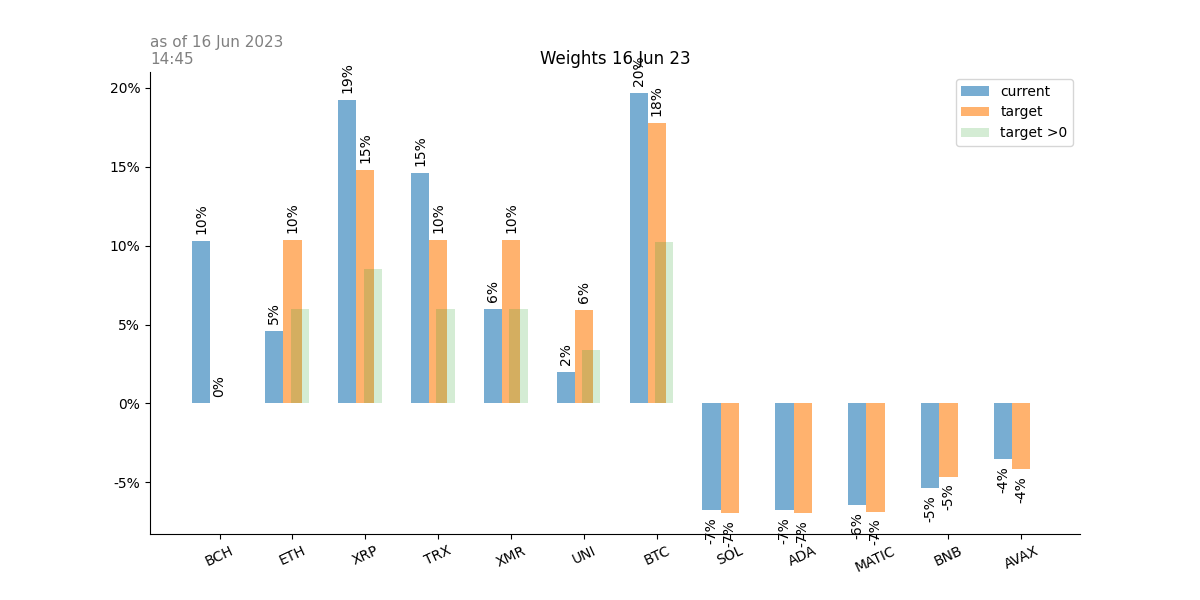 as of 16 Jun 2023
14:45
Weights 16 Jun 23
current
target
target >0
20%
15%
10%
5%
0%
-5%
10%
0%
5%
10%
19%
15%
15%
10%
6%
10%
2%
6%
20%
18%
-7%
-7%
-7%
-7%
-6%
-7%
-5%
-5%
-4%
-4%
BCH
ETH
XRP
TRX
XMR
UNI
BTC
SOL
ADA
MATIC
BNB
AVAX